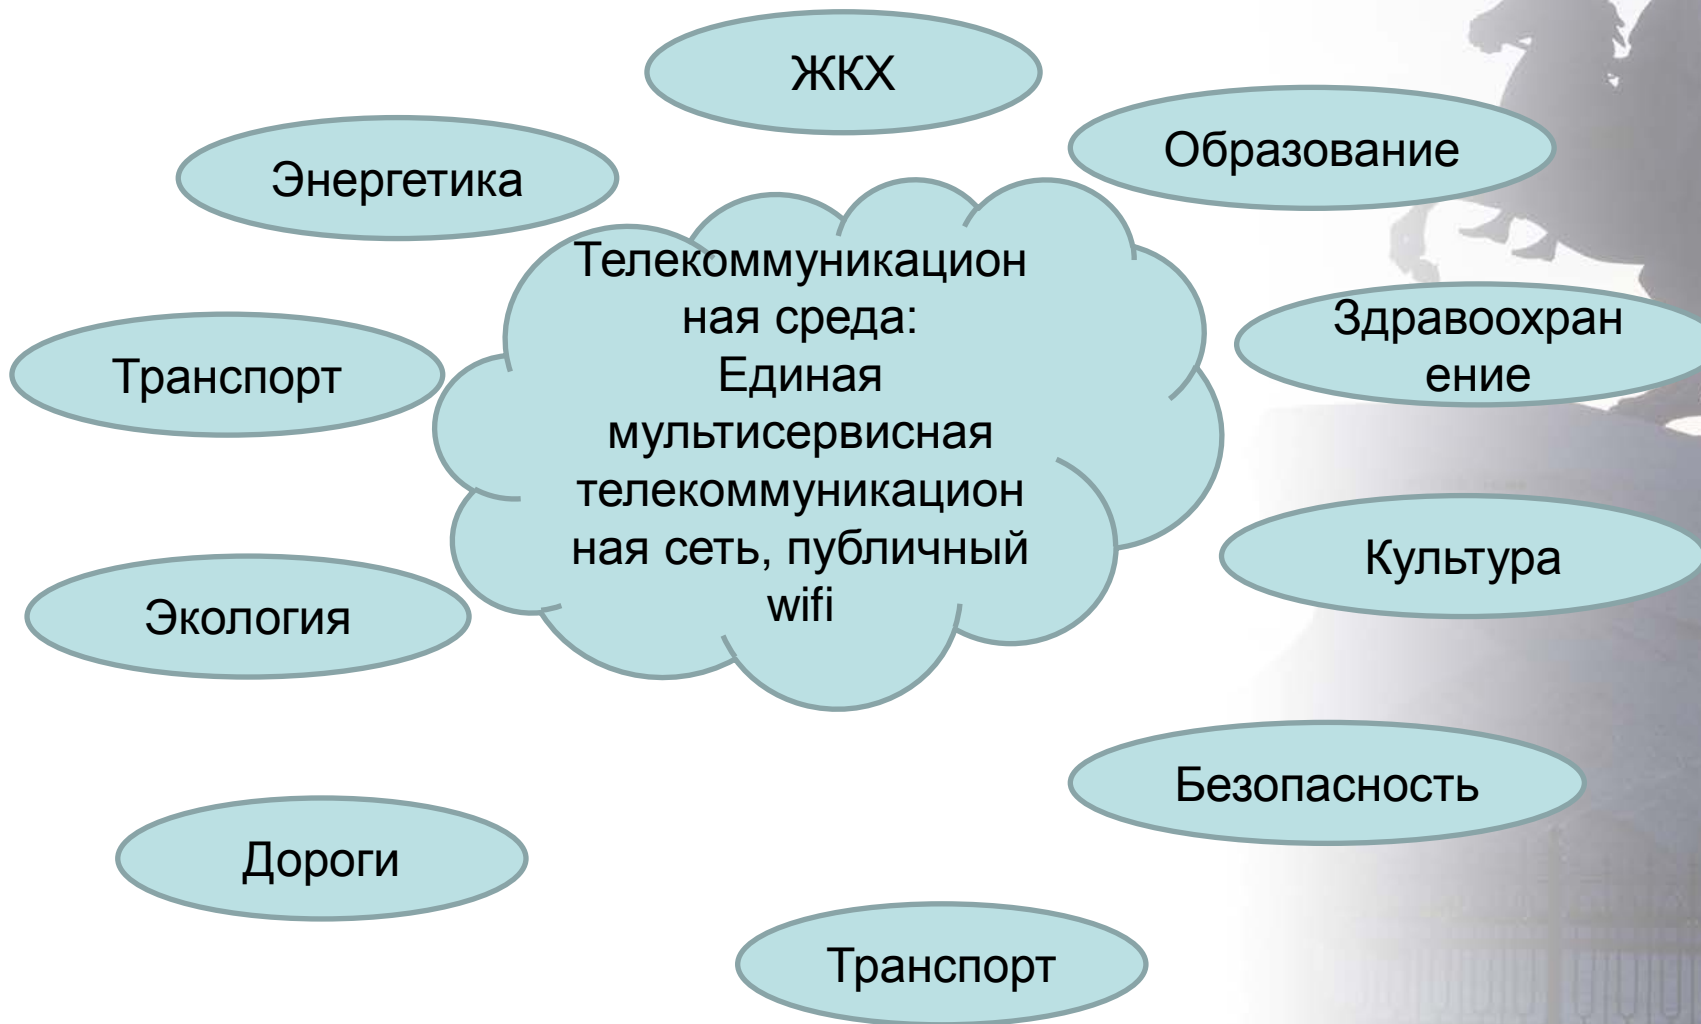 ЖКХ
Образование
Энергетика
Телекоммуникацион
ная среда:
Единая
мультисервисная
телекоммуникацион
ная сеть, публичный
wifi
Здравоохран
ение
Транспорт
Культура
Экология
Безопасность
Дороги
Транспорт